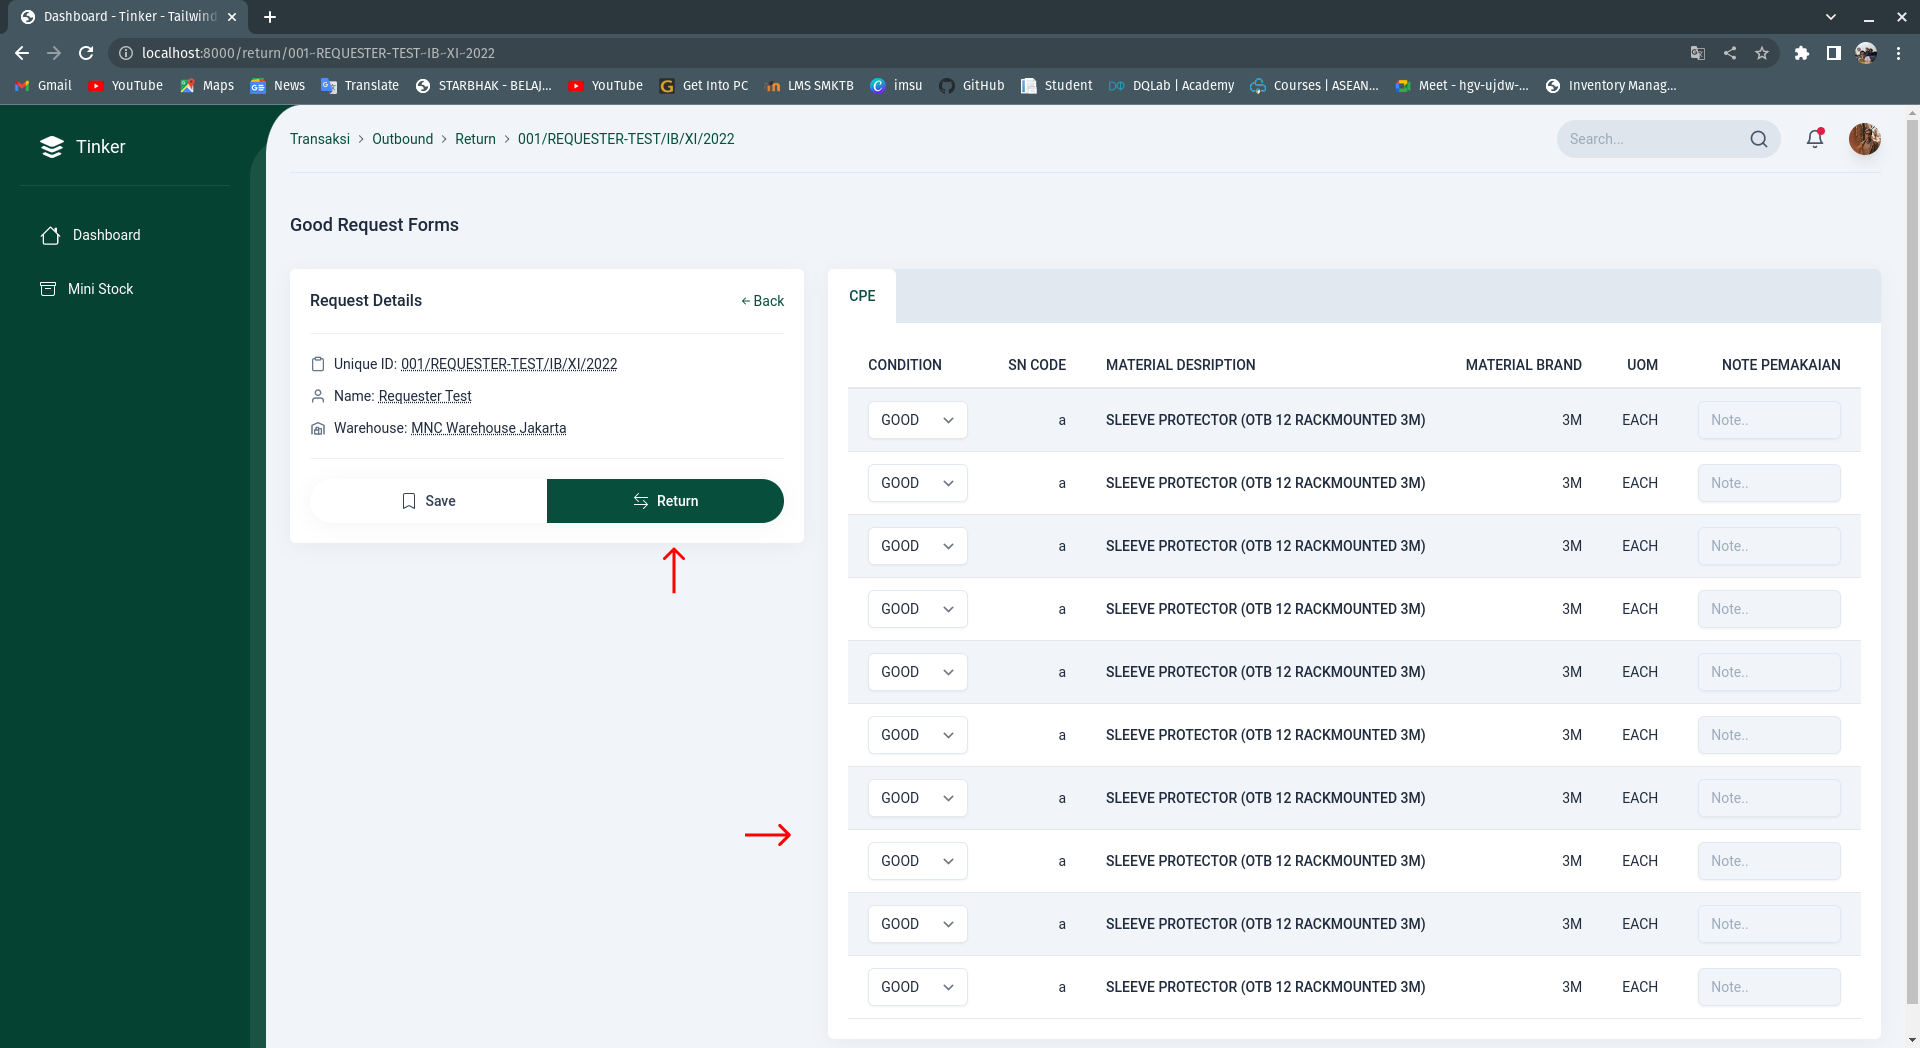 Dashboard - Tinker - Tailwind
localhost:8000/return/001-REQUESTER-TEST-IB-XI-2022
Gmail YouTube Maps News Translate STARBHAK - BELAJ... YouTube Get Into PC LMS SMKTB imsu GitHub Student DQLab | Academy Courses | ASEAN... Meet - hgv-ujdw-... Inventory Manag...
Tinker
Dashboard
Mini Stock
Transaksi > Outbound > Return > 001/REQUESTER-TEST/IB/XI/2022
Search...
Good Request Forms
Request Details
← Back
Unique ID: 001/REQUESTER-TEST/IB/XI/2022
Name: Requester Test
Warehouse: MNC Warehouse Jakarta
Save
Return
CPE
CONDITION SN CODE MATERIAL DESRIPTION MATERIAL BRAND UOM NOTE PEMAKAIAN
GOOD a SLEEVE PROTECTOR (OTB 12 RACKMOUNTED 3M) 3M EACH Note..
GOOD a SLEEVE PROTECTOR (OTB 12 RACKMOUNTED 3M) 3M EACH Note..
GOOD a SLEEVE PROTECTOR (OTB 12 RACKMOUNTED 3M) 3M EACH Note..
GOOD a SLEEVE PROTECTOR (OTB 12 RACKMOUNTED 3M) 3M EACH Note..
GOOD a SLEEVE PROTECTOR (OTB 12 RACKMOUNTED 3M) 3M EACH Note..
GOOD a SLEEVE PROTECTOR (OTB 12 RACKMOUNTED 3M) 3M EACH Note..
GOOD a SLEEVE PROTECTOR (OTB 12 RACKMOUNTED 3M) 3M EACH Note..
GOOD a SLEEVE PROTECTOR (OTB 12 RACKMOUNTED 3M) 3M EACH Note..
GOOD a SLEEVE PROTECTOR (OTB 12 RACKMOUNTED 3M) 3M EACH Note..
GOOD a SLEEVE PROTECTOR (OTB 12 RACKMOUNTED 3M) 3M EACH Note..